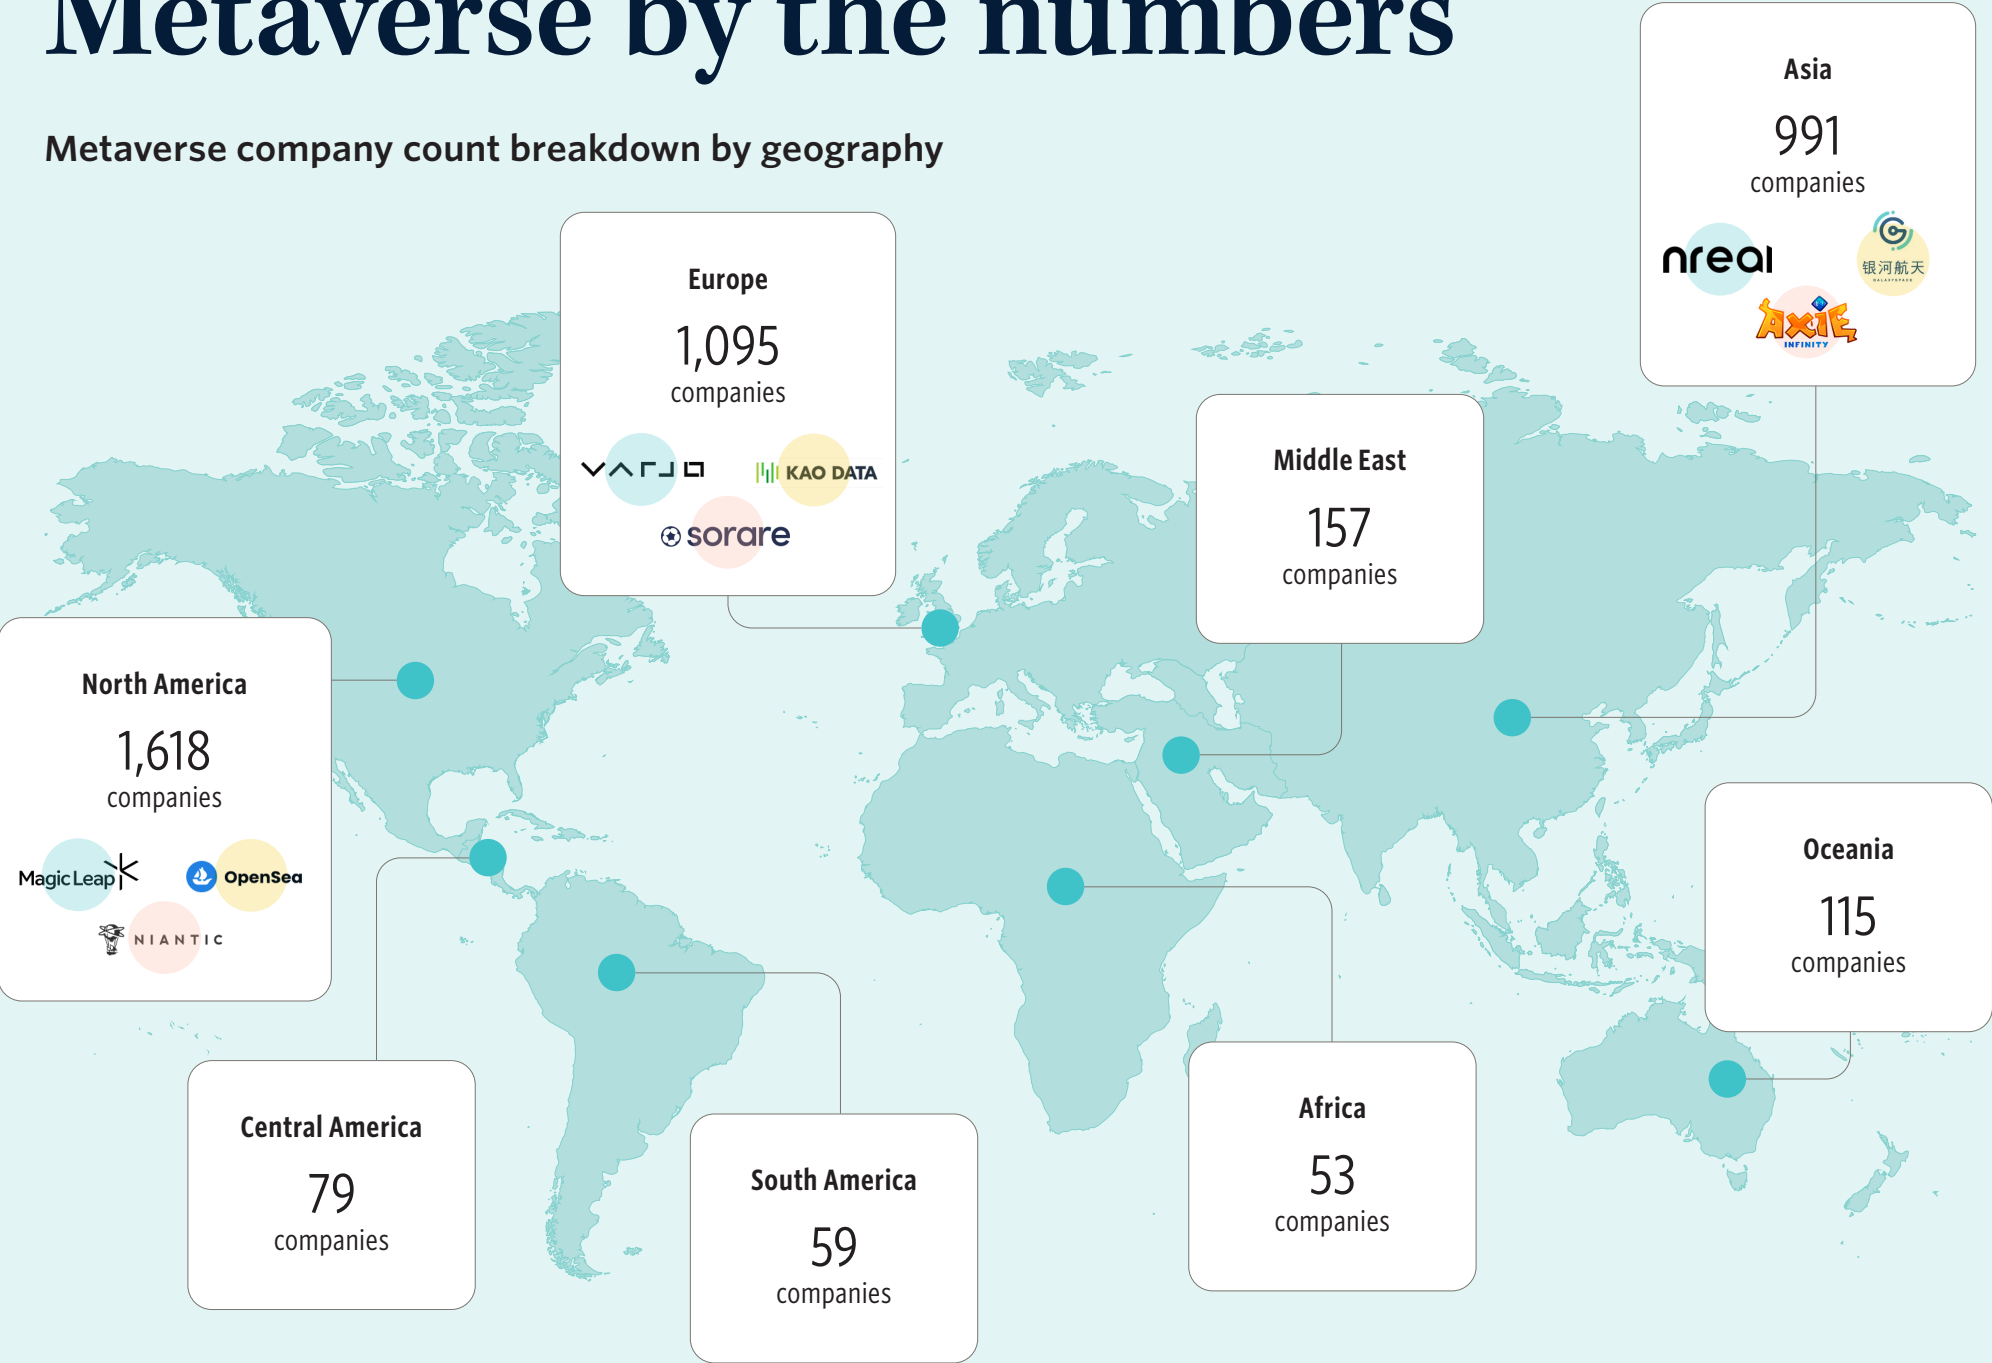 Metaverse by the numbers
Metaverse company count breakdown by geography
Asia
991
companies
nreal
银河航天
GALAXYSPACE
AXIE
INFINITY
Europe
1,095
companies
VARJO
KAO DATA
sorare
Middle East
157
companies
North America
1,618
companies
Magic Leap
OpenSea
NIANTIC
Oceania
115
companies
Central America
79
companies
South America
59
companies
Africa
53
companies